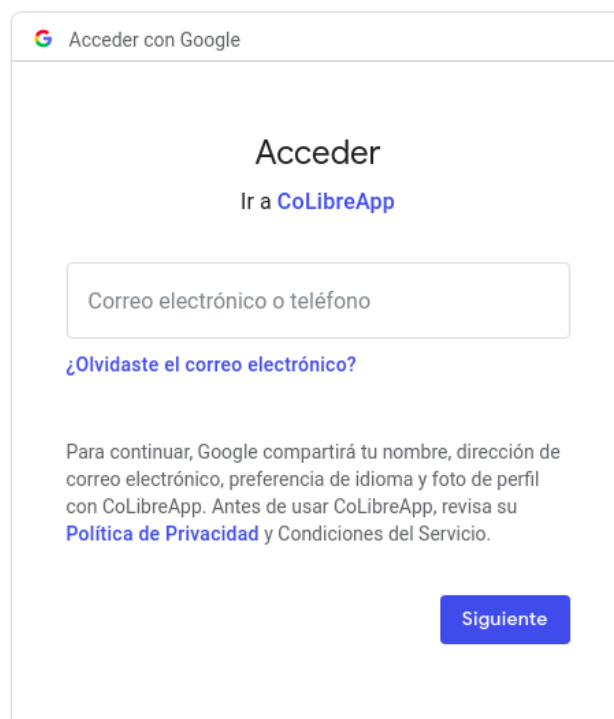 Acceder con Google
Acceder
Ir a CoLibreApp
Correo electrónico o teléfono
¿Olvidaste el correo electrónico?
Para continuar, Google compartirá tu nombre, dirección de
correo electrónico, preferencia de idioma y foto de perfil
con CoLibreApp. Antes de usar CoLibreApp, revisa su
Política de Privacidad y Condiciones del Servicio.
Siguiente